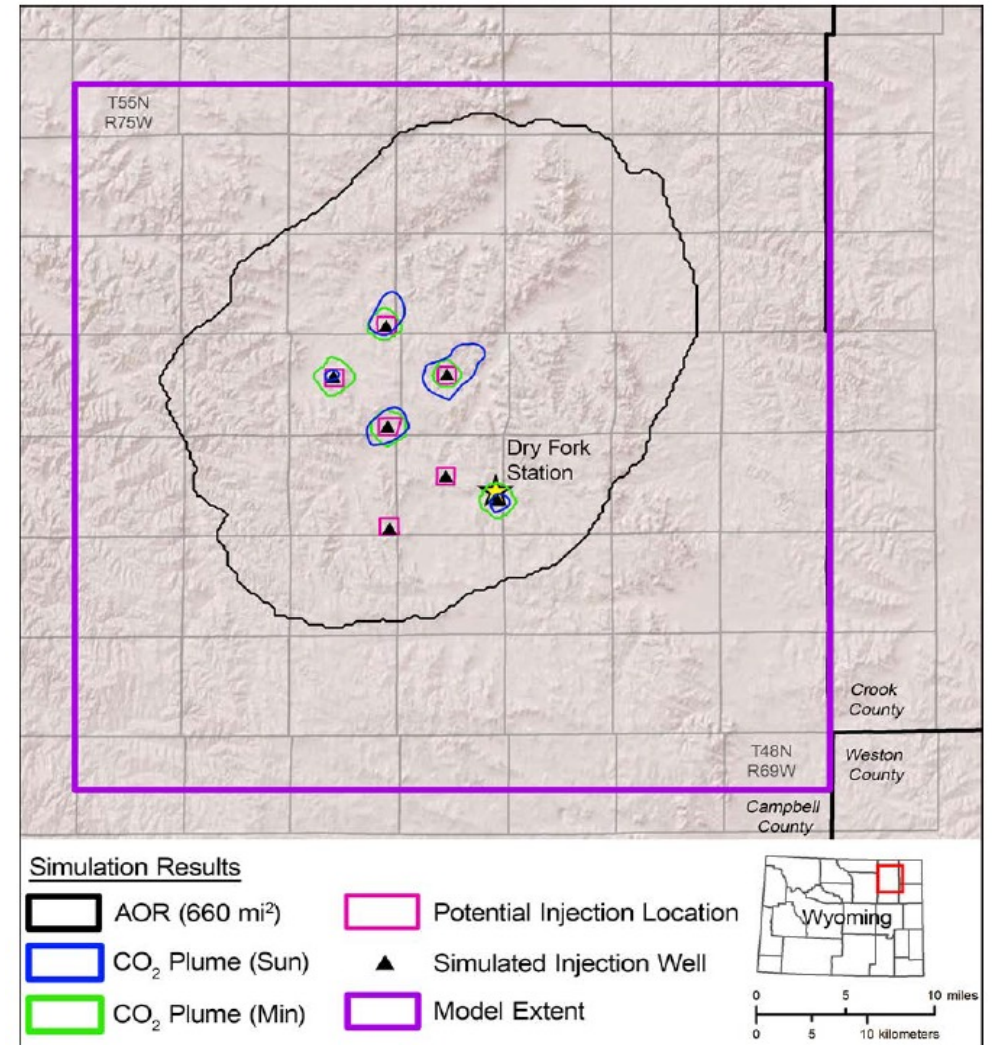 T55N
R75W
Dry Fork
Station
Crook
County
T48N
R69W
Weston
County
Campbell
County
Simulation Results
AOR (660 mi²)
CO₂ Plume (Sun)
CO₂ Plume (Min)
Potential Injection Location
Simulated Injection Well
Model Extent
Wyoming
0 5 10 miles
0 5 10 kilometers